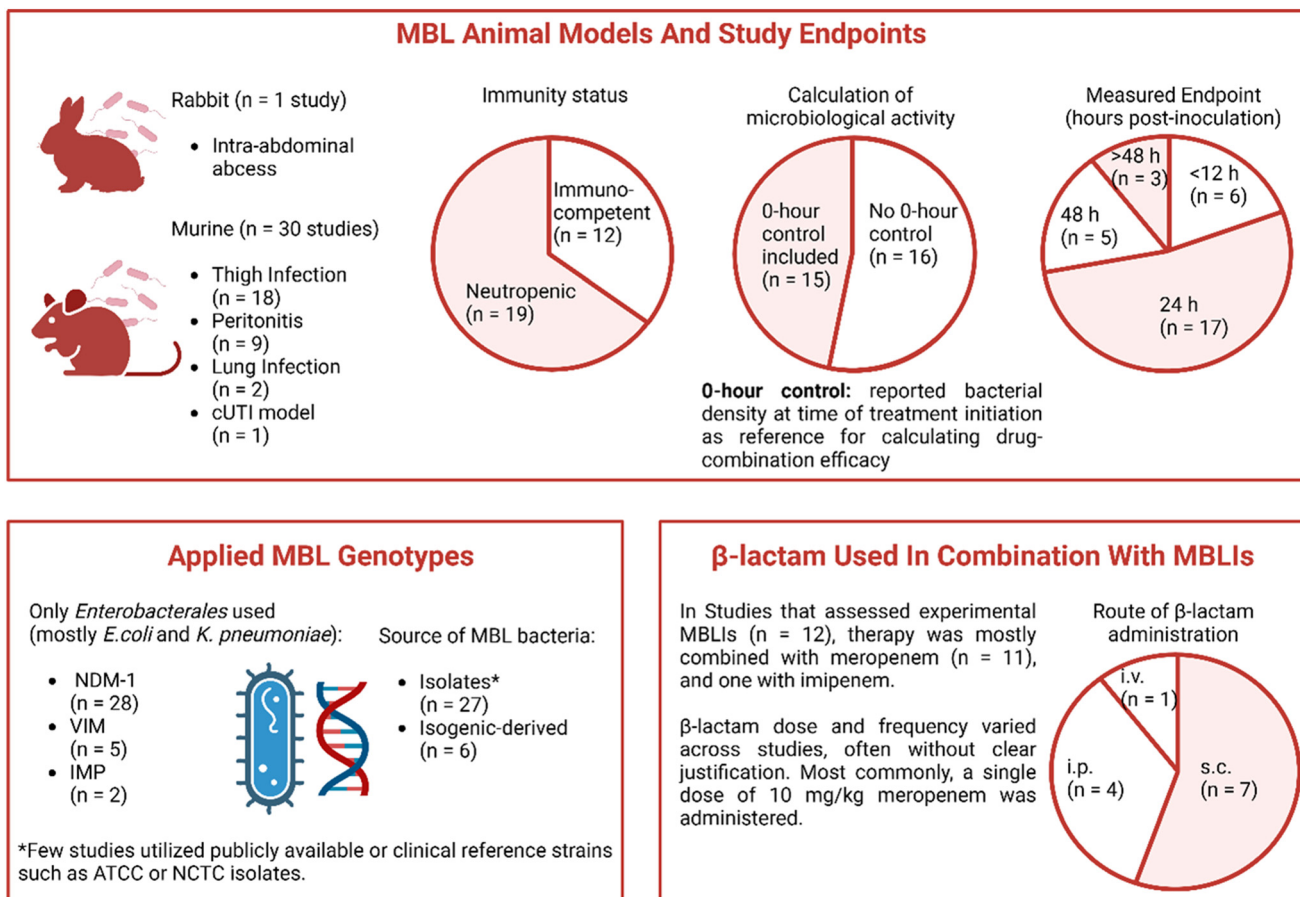 MBL Animal Models And Study Endpoints
Rabbit (n = 1 study)
• Intra-abdominal
abcess
Murine (n = 30 studies)
• Thigh Infection
(n = 18)
• Peritonitis
(n = 9)
• Lung Infection
(n = 2)
• cUTI model
(n = 1)
Immunity status
Immuno-
competent
(n = 12)
Neutropenic
(n = 19)
Calculation of
microbiological activity
0-hour
control
included
(n = 15)
No 0-hour
control
(n = 16)
0-hour control: reported bacterial
density at time of treatment initiation
as reference for calculating drug-
combination efficacy
Measured Endpoint
(hours post-inoculation)
>48 h
(n = 3)
<12 h
(n = 6)
48 h
(n = 5)
24 h
(n = 17)
Applied MBL Genotypes
Only Enterobacterales used
(mostly E.coli and K. pneumoniae):
• NDM-1
(n = 28)
• VIM
(n = 5)
• IMP
(n = 2)
Source of MBL bacteria:
• Isolates*
(n = 27)
• Isogenic-derived
(n = 6)
*Few studies utilized publicly available or clinical reference strains
such as ATCC or NCTC isolates.
β-lactam Used In Combination With MBLIs
In Studies that assessed experimental
MBLIs (n = 12), therapy was mostly
combined with meropenem (n = 11),
and one with imipenem.
β-lactam dose and frequency varied
across studies, often without clear
justification. Most commonly, a single
dose of 10 mg/kg meropenem was
administered.
Route of β-lactam
administration
i.v.
(n = 1)
i.p.
(n = 4)
s.c.
(n = 7)